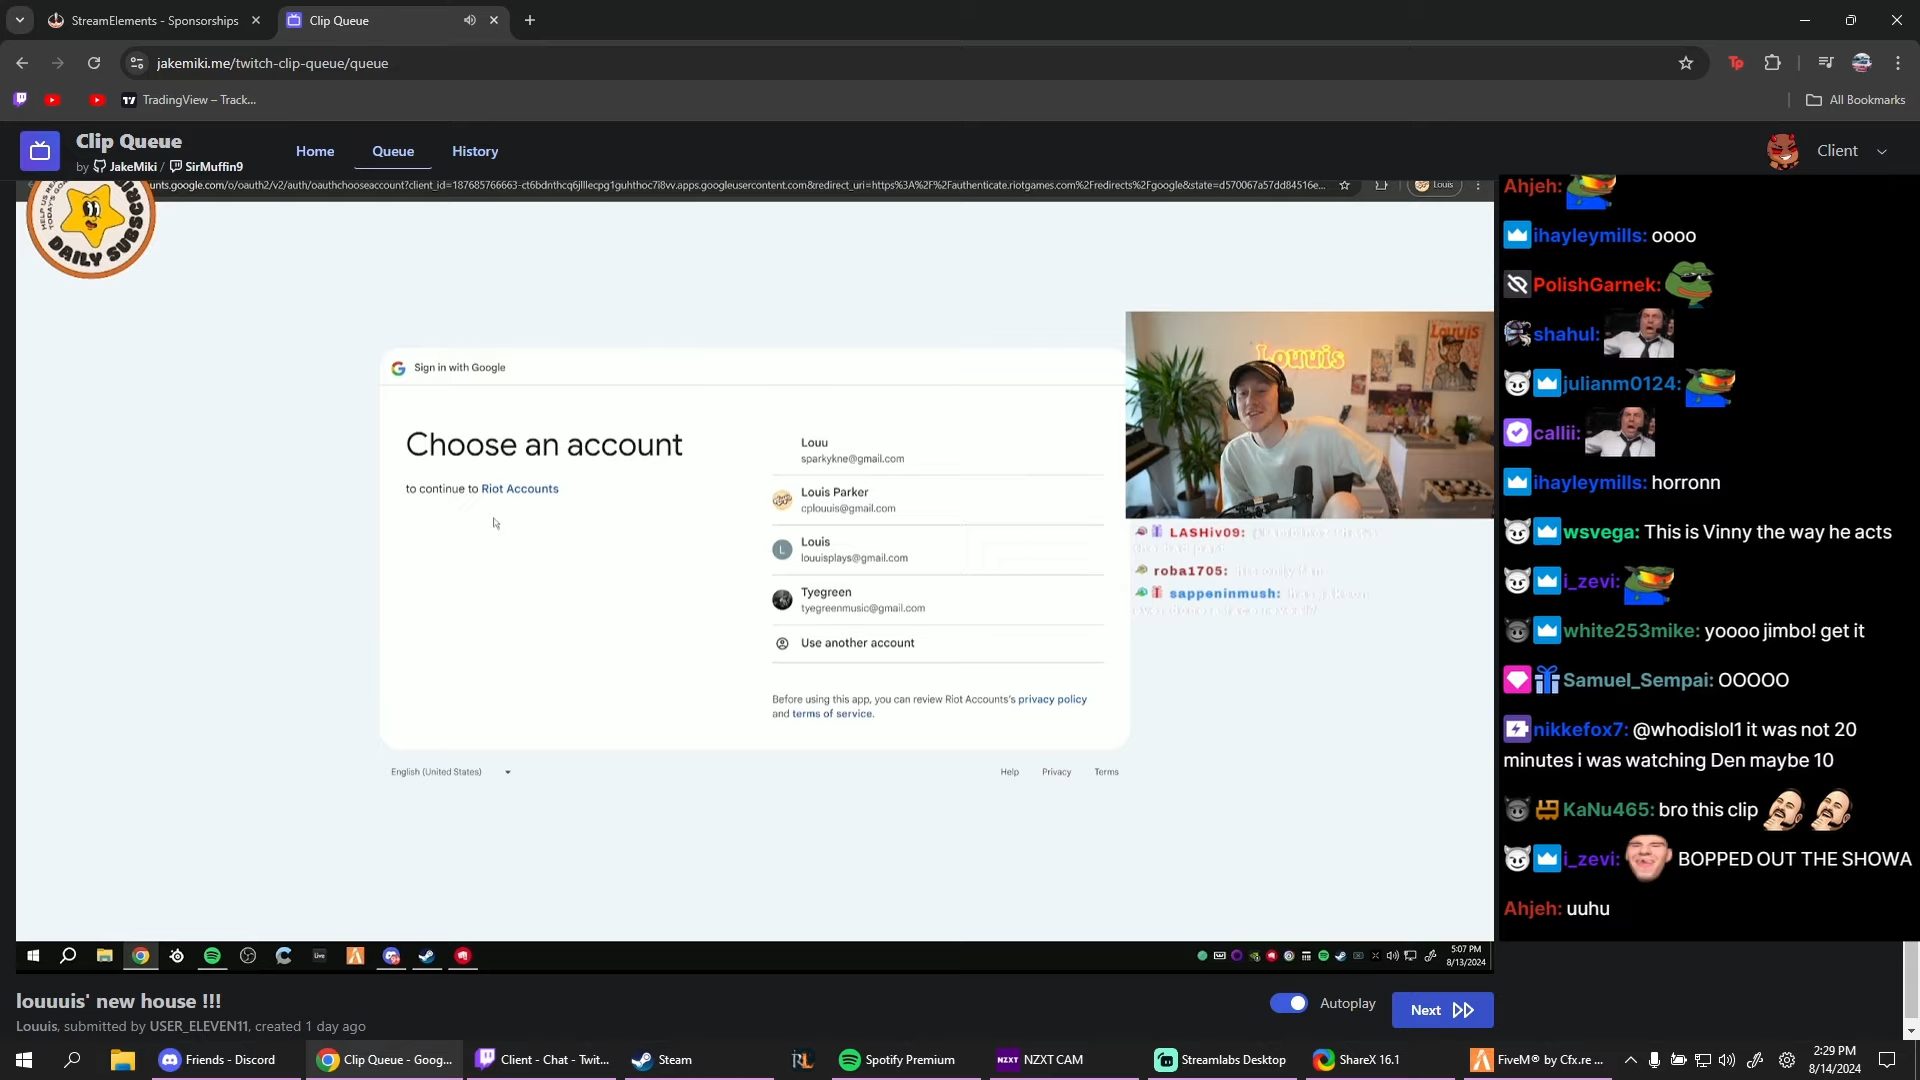 StreamElements - Sponsorships
Clip Queue
jakemiki.me/twitch-clip-queue/queue
TradingView – Track...
All Bookmarks
Clip Queue
by JakeMiki / SirMuffin9
Home
Queue
History
Client
DAILY SUBSC
Louis
Sign in with Google
Choose an account
to continue to Riot Accounts
Louu
sparkykne@gmail.com
Louis Parker
cplouuis@gmail.com
Louis
louuisplays@gmail.com
Tyegreen
tyegreenmusic@gmail.com
Use another account
Before using this app, you can review Riot Accounts's privacy policy
and terms of service.
English (United States)
Help
Privacy
Terms
Louuis
LouuiS
LASHiv09:
roba1705:
sappeninmush:
5:07 PM
8/13/2024
Ahjeh:
ihayleymills: oooo
PolishGarnek:
shahul:
julianm0124:
callii:
ihayleymills: horronn
wsvega: This is Vinny the way he acts
i_zevi:
white253mike: yoooo jimbo! get it
Samuel_Sempai: OOOOO
nikkefox7: @whodislol1 it was not 20
minutes i was watching Den maybe 10
KaNu465: bro this clip
i_zevi: BOPPED OUT THE SHOWA
Ahjeh: uuhu
louuuis' new house !!!
Louuis, submitted by USER_ELEVEN11, created 1 day ago
Autoplay
Next
Friends - Discord
Clip Queue - Goog...
Client - Chat - Twit...
Steam
Spotify Premium
NZXT CAM
Streamlabs Desktop
ShareX 16.1
FiveM® by Cfx.re ...
2:29 PM
8/14/2024